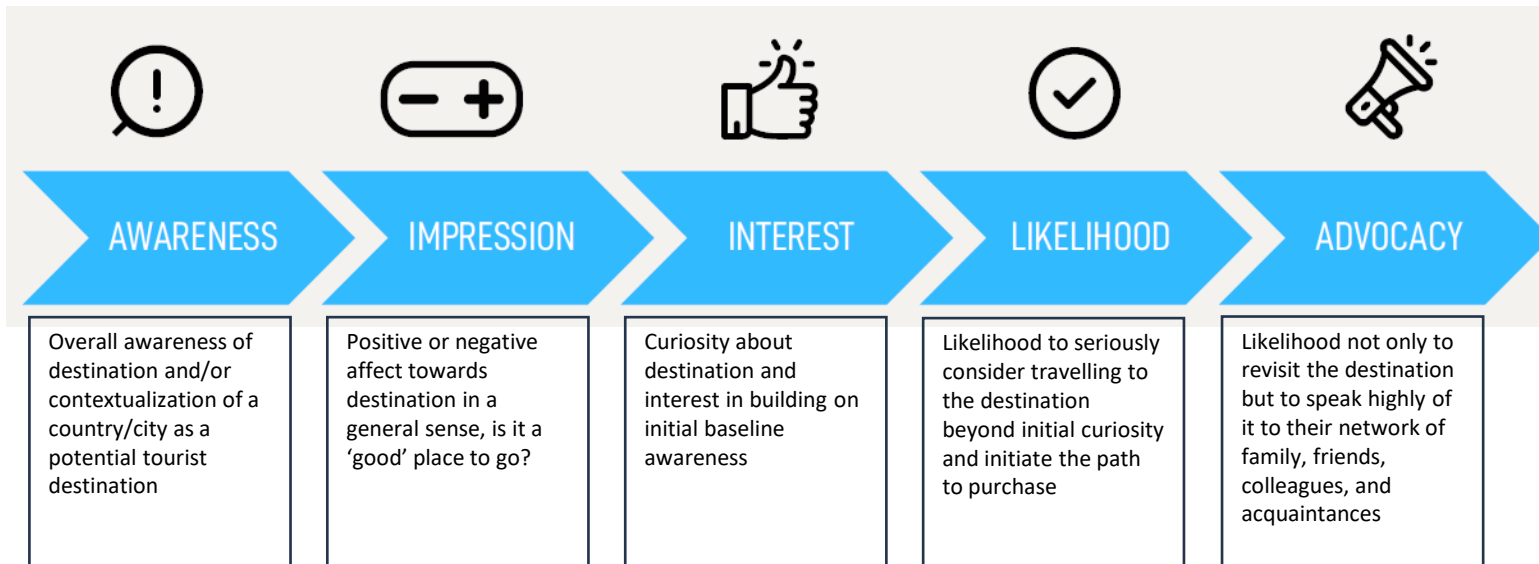 AWARENESS
IMPRESSION
INTEREST
LIKELIHOOD
ADVOCACY
Overall awareness of
destination and/or
contextualization of a
country/city as a
potential tourist
destination
Positive or negative
affect towards
destination in a
general sense, is it a
‘good’ place to go?
Curiosity about
destination and
interest in building on
initial baseline
awareness
Likelihood to seriously
consider travelling to
the destination
beyond initial curiosity
and initiate the path
to purchase
Likelihood not only to
revisit the destination
but to speak highly of
it to their network of
family, friends,
colleagues, and
acquaintances